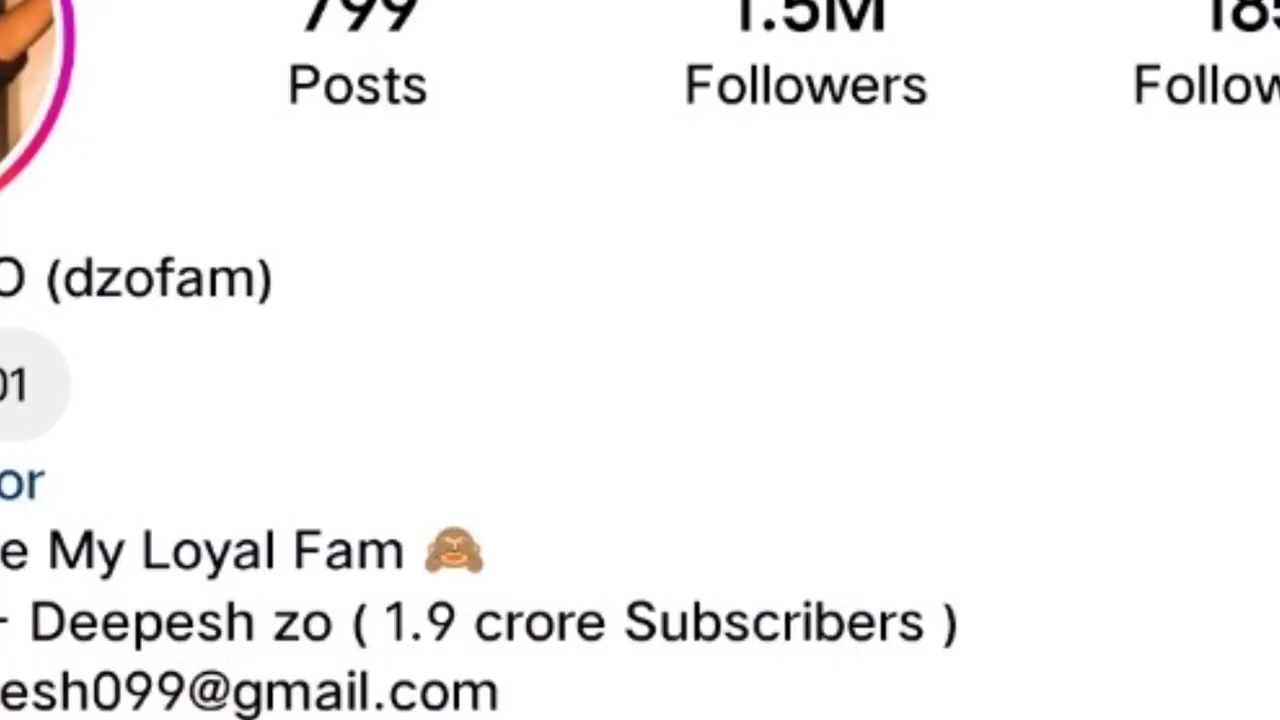 799 1.5M 185
Posts Followers Follow
O (dzofam)
01
or
e My Loyal Fam 🙈
- Deepesh zo ( 1.9 crore Subscribers )
esh099@gmail.com